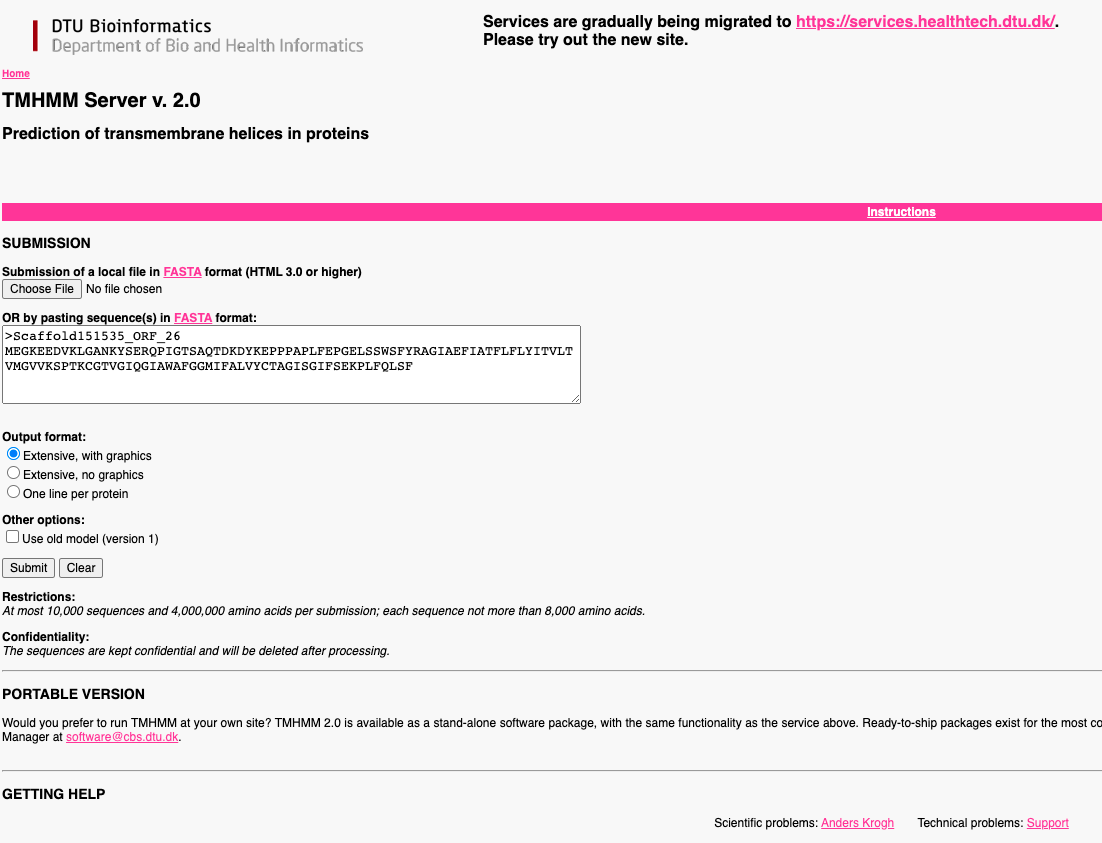 DTU Bioinformatics
Department of Bio and Health Informatics
Services are gradually being migrated to https://services.healthtech.dtu.dk/.
Please try out the new site.
Home
TMHMM Server v. 2.0
Prediction of transmembrane helices in proteins
Instructions
SUBMISSION
Submission of a local file in FASTA format (HTML 3.0 or higher)
Choose File No file chosen
OR by pasting sequence(s) in FASTA format:
>Scaffold151535_ORF_26
MEGKEEDVKLGANKYSERQPIGTSAQTDKDYKEPPPAPLFEPGELSSWSFYRAGIAEFIATFLFLYITVLT
VMGVVKSPTKCGTVGIQGIAWAFGGMIFALVYCTAGISGIFSEKPLFQLSF
Output format:
Extensive, with graphics
Extensive, no graphics
One line per protein
Other options:
Use old model (version 1)
Submit Clear
Restrictions:
At most 10,000 sequences and 4,000,000 amino acids per submission; each sequence not more than 8,000 amino acids.
Confidentiality:
The sequences are kept confidential and will be deleted after processing.
PORTABLE VERSION
Would you prefer to run TMHMM at your own site? TMHMM 2.0 is available as a stand-alone software package, with the same functionality as the service above. Ready-to-ship packages exist for the most co
Manager at software@cbs.dtu.dk.
GETTING HELP
Scientific problems: Anders Krogh Technical problems: Support